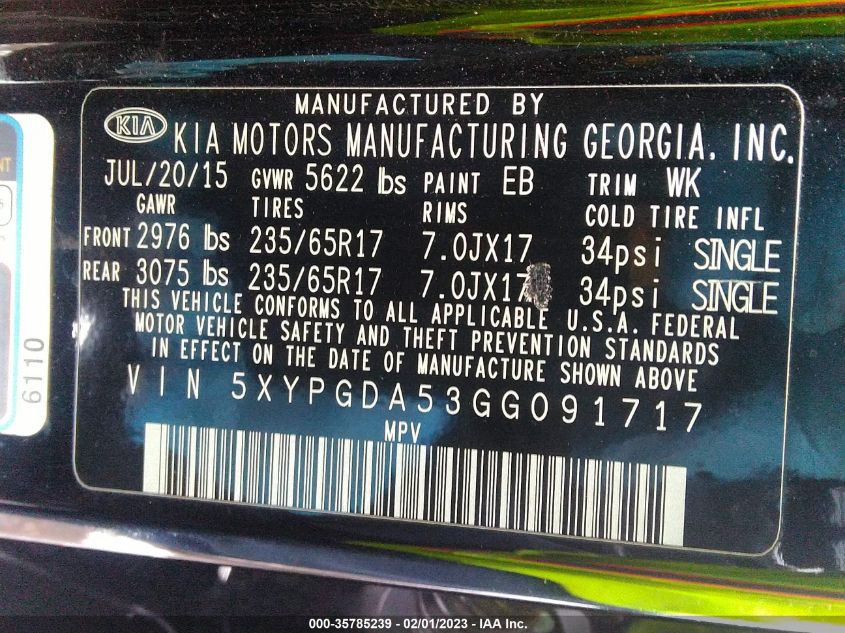 MANUFACTURED BY
KIA KIA MOTORS MANUFACTURING GEORGIA, INC.
JUL/20/15 GVWR 5622 lbs PAINT EB TRIM WK
GAWR TIRES RIMS COLD TIRE INFL
FRONT 2976 lbs 235/65R17 7.0JX17 34psi SINGLE
REAR 3075 lbs 235/65R17 7.0JX17 34psi SINGLE
THIS VEHICLE CONFORMS TO ALL APPLICABLE U.S.A. FEDERAL
MOTOR VEHICLE SAFETY AND THEFT PREVENTION STANDARDS
IN EFFECT ON THE DATE OF MANUFACTURE SHOWN ABOVE
VIN 5XYPGDA53GG091717
MPV
6110
000-35785239 - 02/01/2023 - IAA Inc.